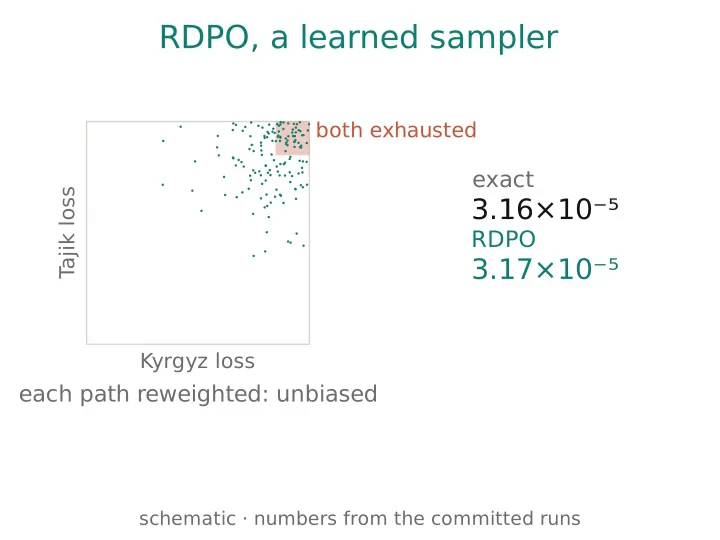 RDPO, a learned sampler
both exhausted
Tajik loss
Kyrgyz loss
each path reweighted: unbiased
exact
3.16×10⁻⁵
RDPO
3.17×10⁻⁵
schematic · numbers from the committed runs